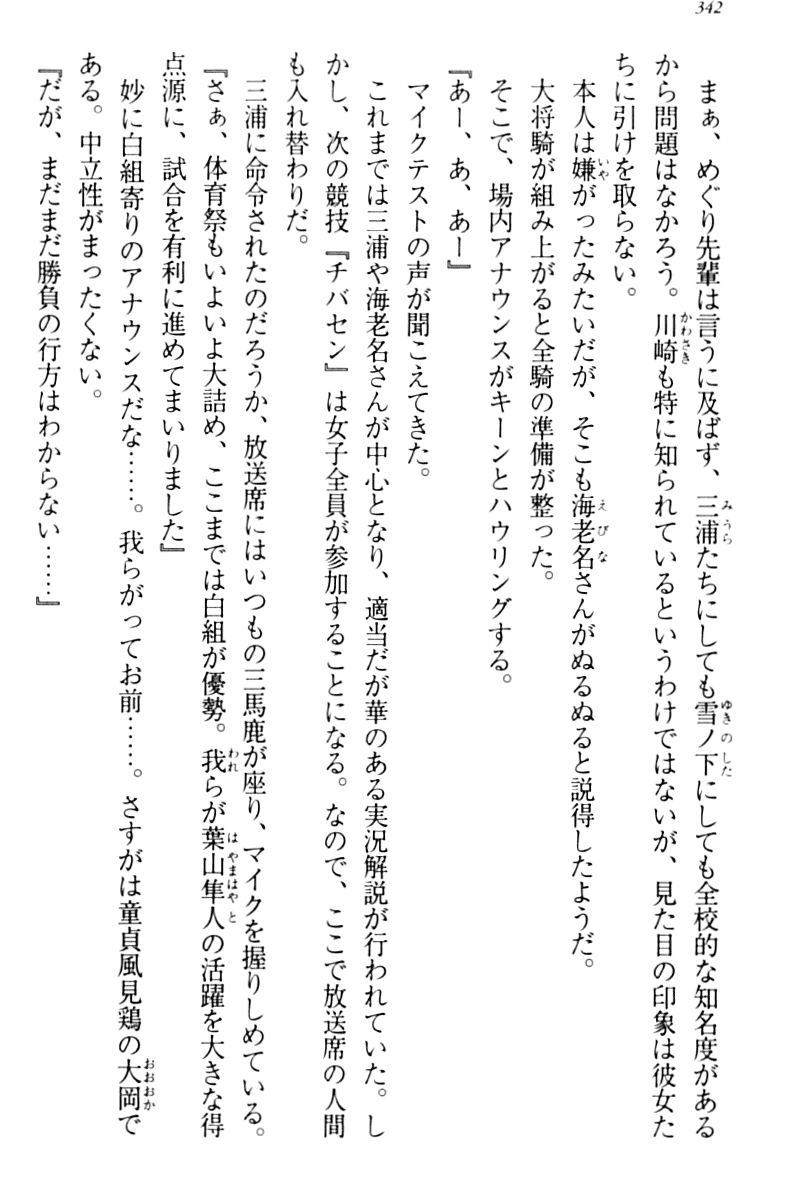 342
まぁ、めぐり先輩は言うに及ばず、三浦たちにしても雪ノ下にしても全校的な知名度がある
から問題はなかろう。川崎も特に知られているというわけではないが、見た目の印象は彼女た
ちに引けを取らない。
本人は嫌がったみたいだが、そこも海老名さんがぬるぬると説得したようだ。
大将騎が組み上がると全騎の準備が整った。
そこで、場内アナウンスがキーンとハウリングする。
『あー、あ、あー』
マイクテストの声が聞こえてきた。
これまでは三浦や海老名さんが中心となり、適当だが華のある実況解説が行われていた。し
かし、次の競技『チバセン』は女子全員が参加することになる。なので、ここで放送席の人間
も入れ替わりだ。
三浦に命令されたのだろうか、放送席にはいつもの三馬鹿が座り、マイクを握りしめている。
『さぁ、体育祭もいよいよ大詰め、ここまでは白組が優勢。我らが葉山隼人の活躍を大きな得
点源に、試合を有利に進めてまいりました』
妙に白組寄りのアナウンスだな……。我らがってお前……。さすがは童貞風見鶏の大岡で
ある。中立性がまったくない。
『だが、まだまだ勝負の行方はわからない……』